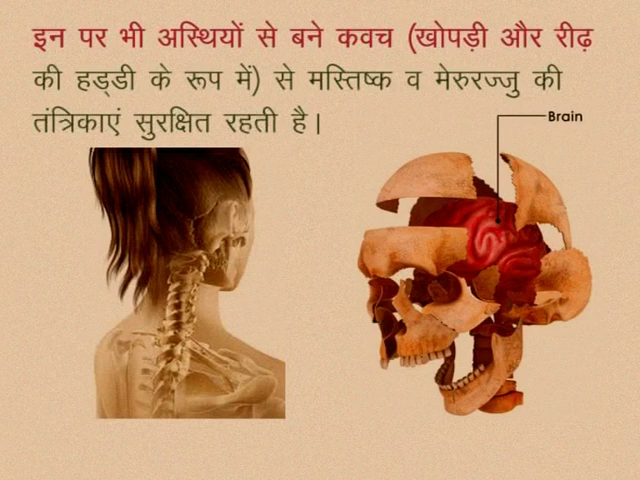 इन पर भी अस्थियों से बने कवच (खोपड़ी और रीढ़
की हड्डी के रूप में) से मस्तिष्क व मेरुरज्जु की
तंत्रिकाएं सुरक्षित रहती है।
Brain